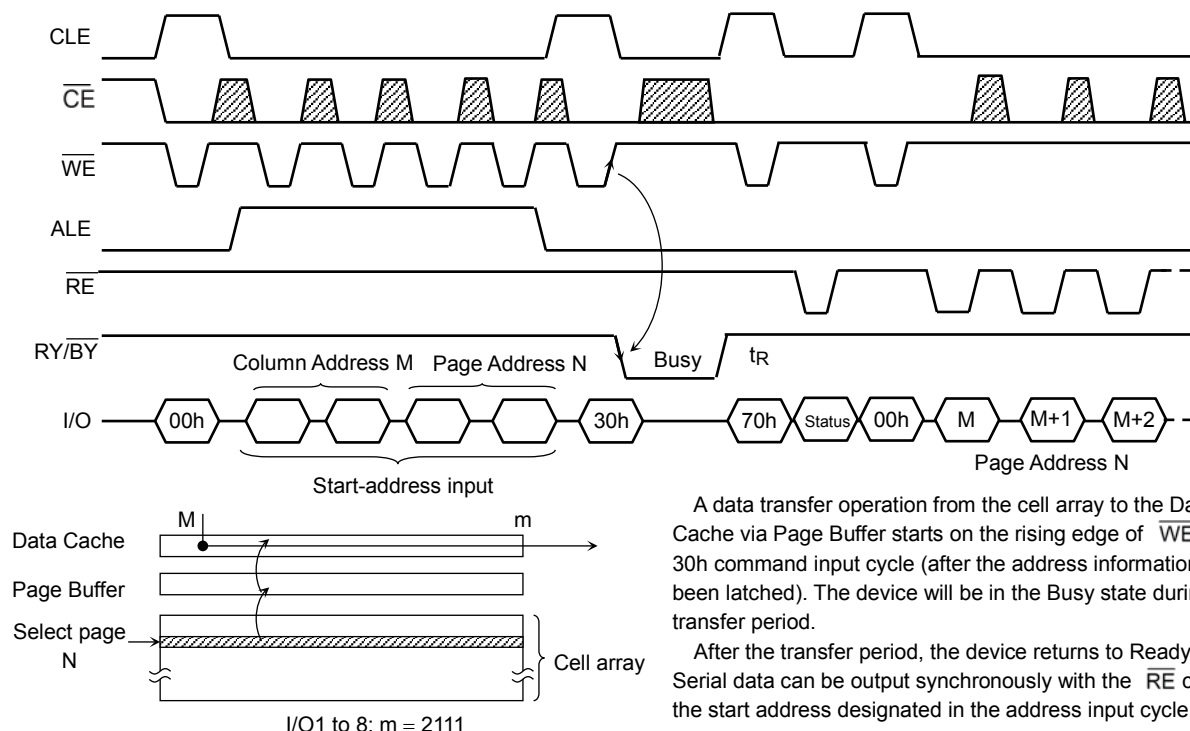 CLE
CE
WE
ALE
RE
RY/BY
Busy
tR
Column Address M
Page Address N
I/O
00h
30h
70h
Status
00h
M
M+1
M+2
Start-address input
Page Address N
M
m
Data Cache
Page Buffer
Select page
N
Cell array
I/O1 to 8: m = 2111
A data transfer operation from the cell array to the
Cache via Page Buffer starts on the rising edge of WE
30h command input cycle (after the address information
been latched). The device will be in the Busy state
transfer period.
After the transfer period, the device returns to Ready
Serial data can be output synchronously with the RE
the start address designated in the address input cycle